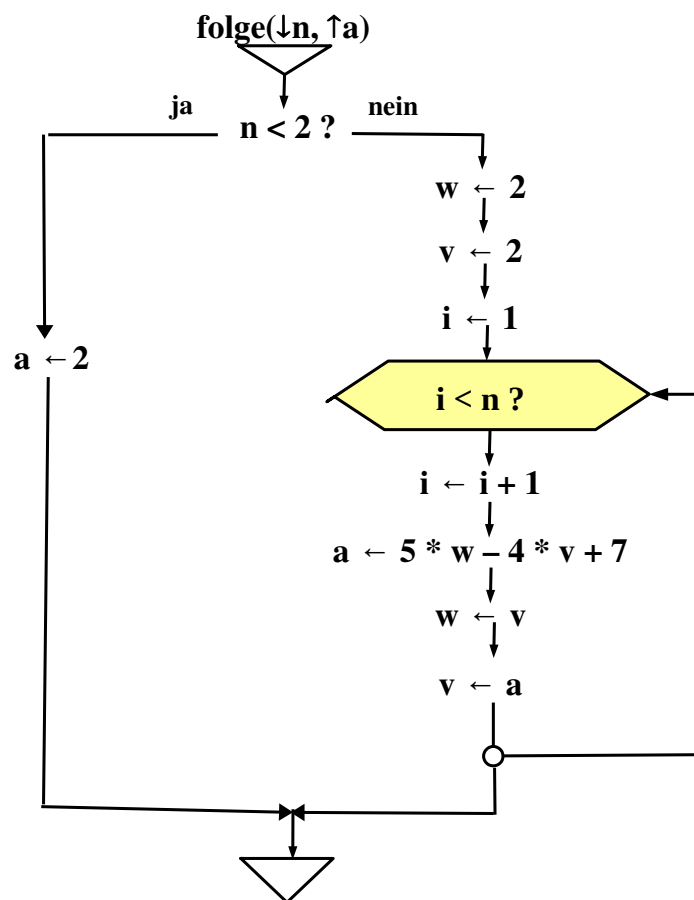 folge(↓n, ↑a)
ja
nein
n < 2 ?
w ← 2
v ← 2
i ← 1
a ← 2
i < n ?
i ← i + 1
a ← 5 * w – 4 * v + 7
w ← v
v ← a